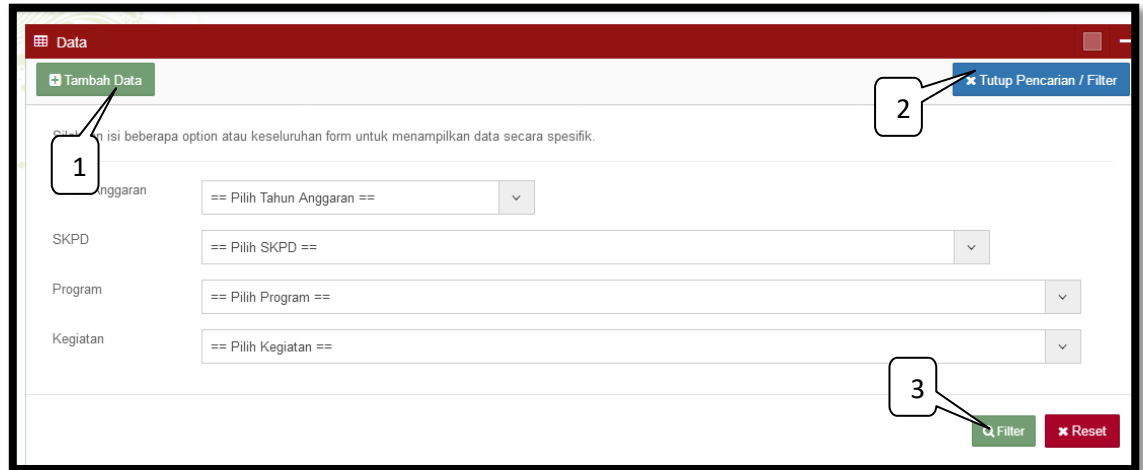 Data
Tambah Data
Tutup Pencarian / Filter
2
isi beberapa option atau keseluruhan form untuk menampilkan data secara spesifik.
1
== Pilih Tahun Anggaran ==
SKPD
== Pilih SKPD ==
Program
== Pilih Program ==
Kegiatan
== Pilih Kegiatan ==
3
Filter
Reset